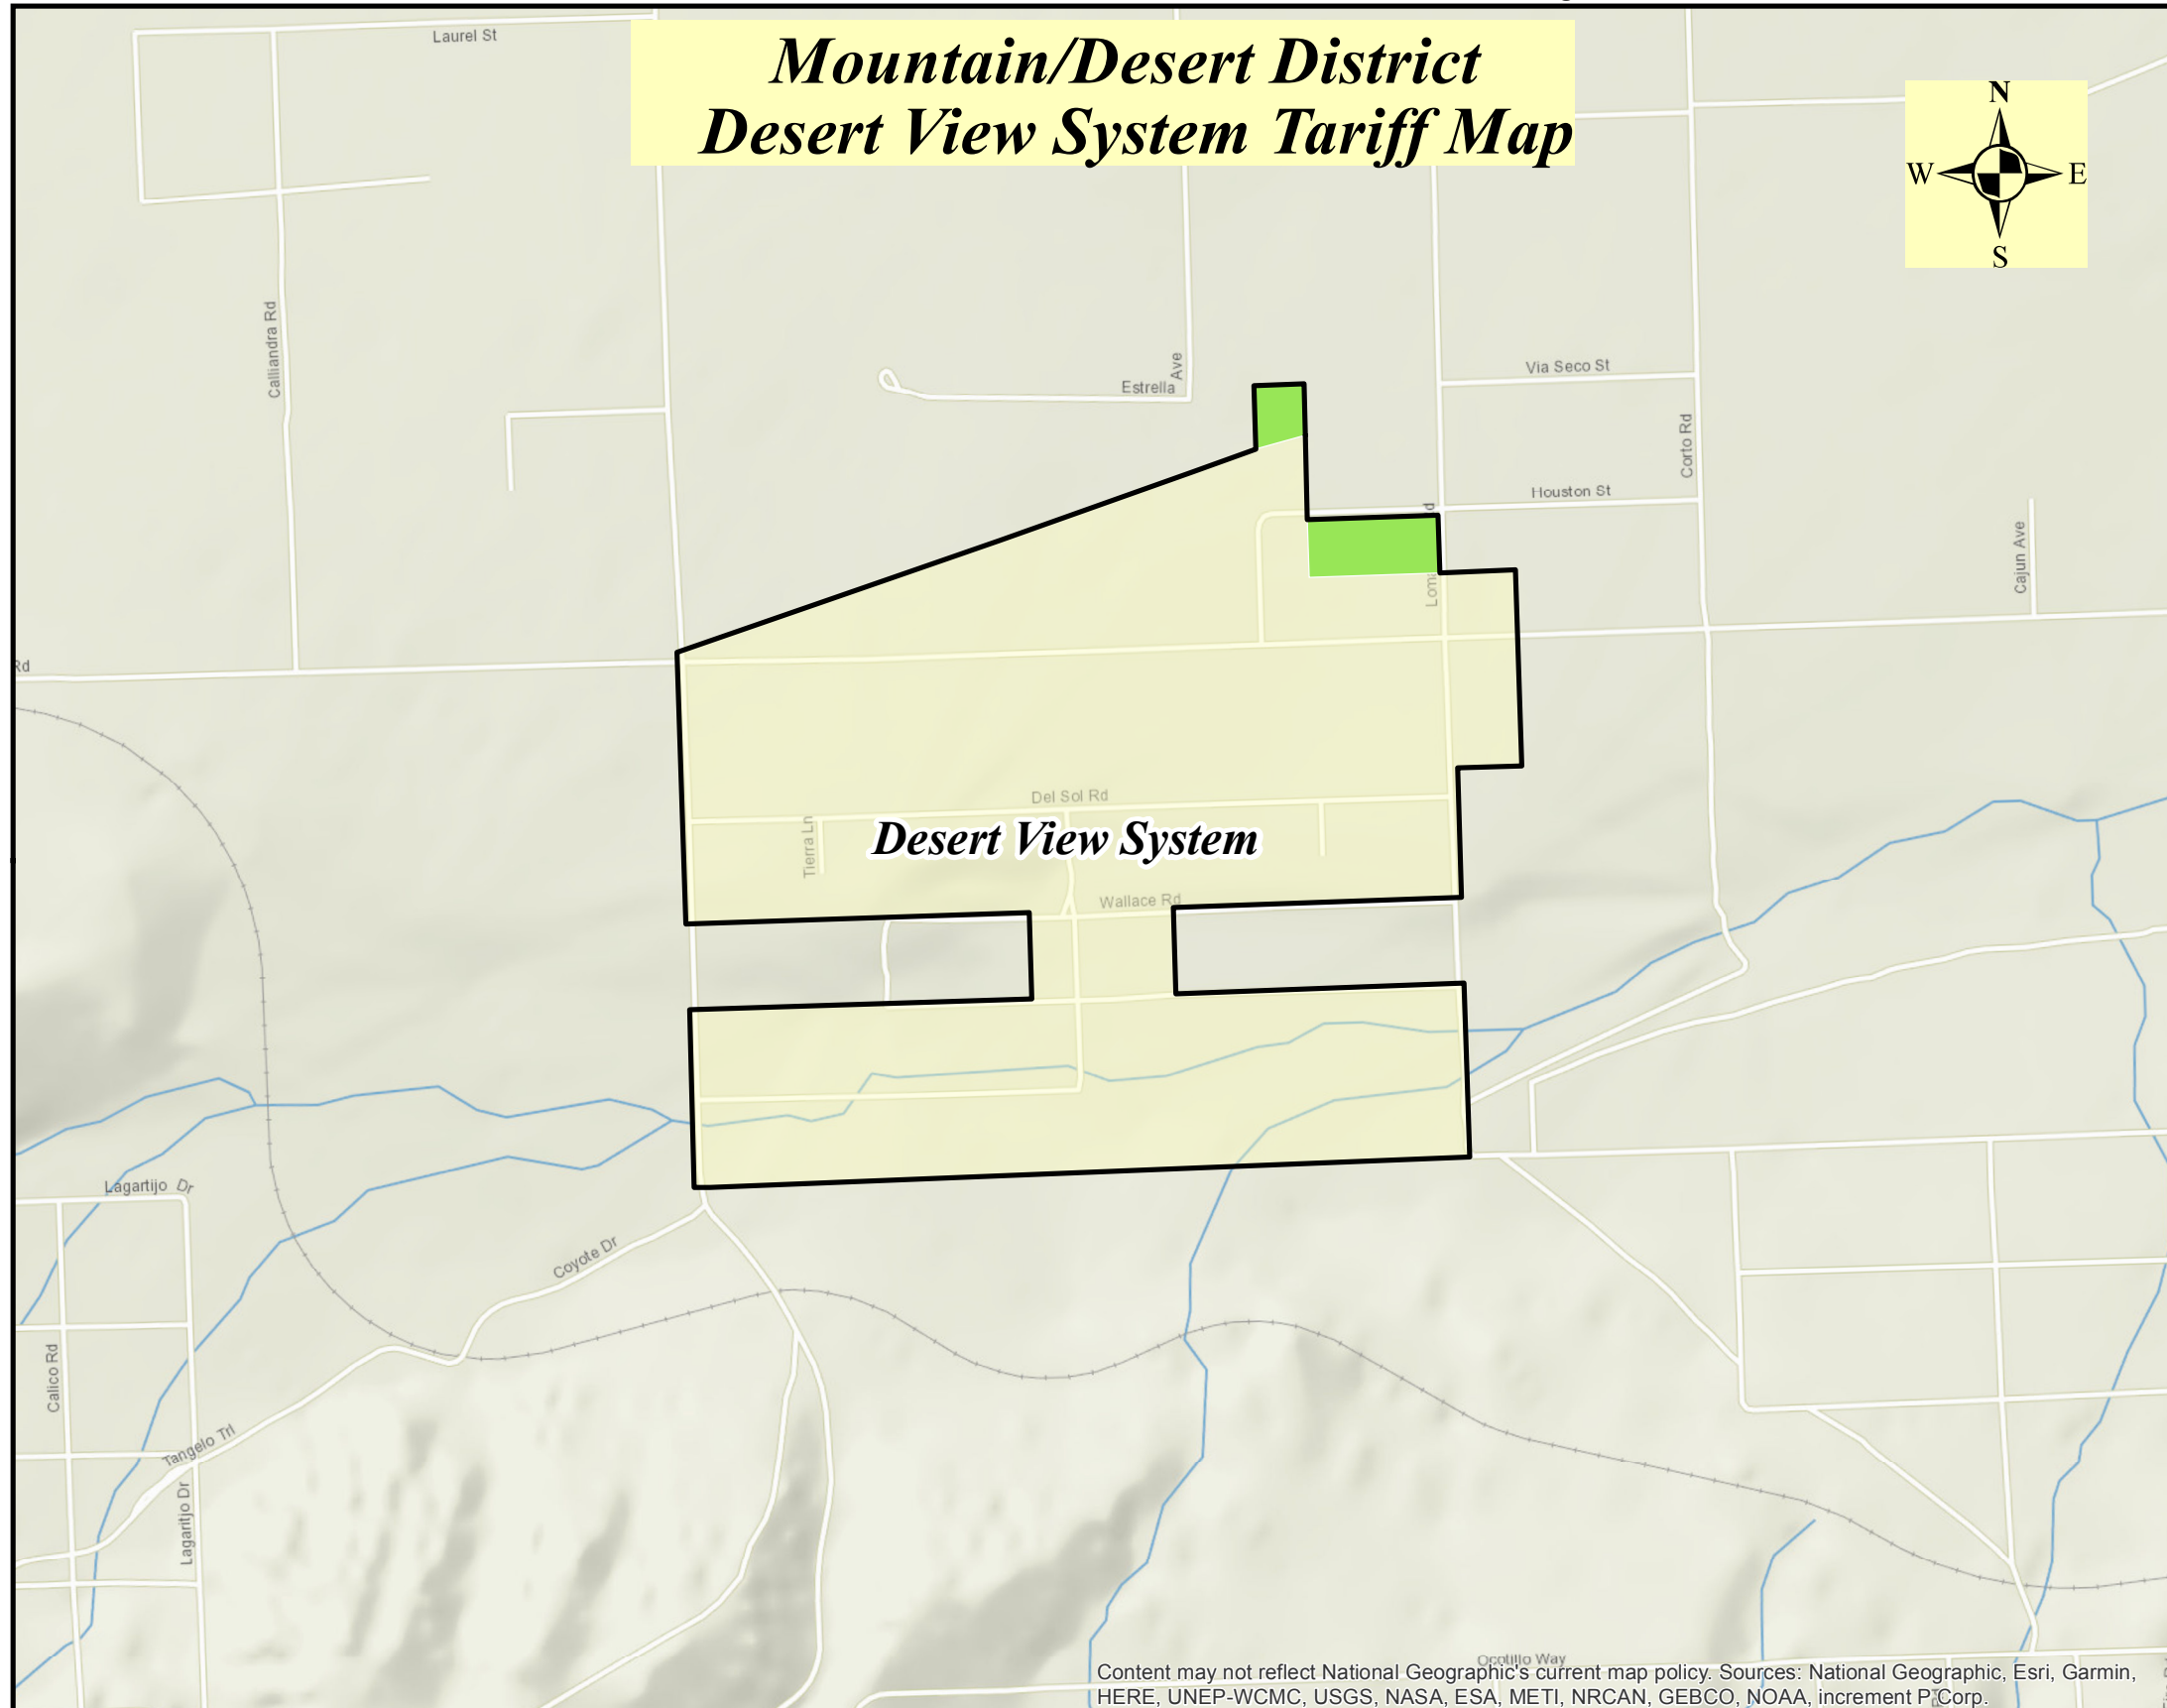 Mountain/Desert District
Desert View System Tariff Map
N
W E
S
Laurel St
Calliandra Rd
Estrella Ave
Via Seco St
Corto Rd
Houston St
Cajun Ave
Rd
Del Sol Rd
Tierra Ln
Desert View System
Wallace Rd
Lagartijo Dr
Coyote Dr
Calico Rd
Tangelo Trl
Lagartijo Dr
Ocotillo Way
Content may not reflect National Geographic's current map policy. Sources: National Geographic, Esri, Garmin,
HERE, UNEP-WCMC, USGS, NASA, ESA, METI, NRCAN, GEBCO, NOAA, increment P Corp.